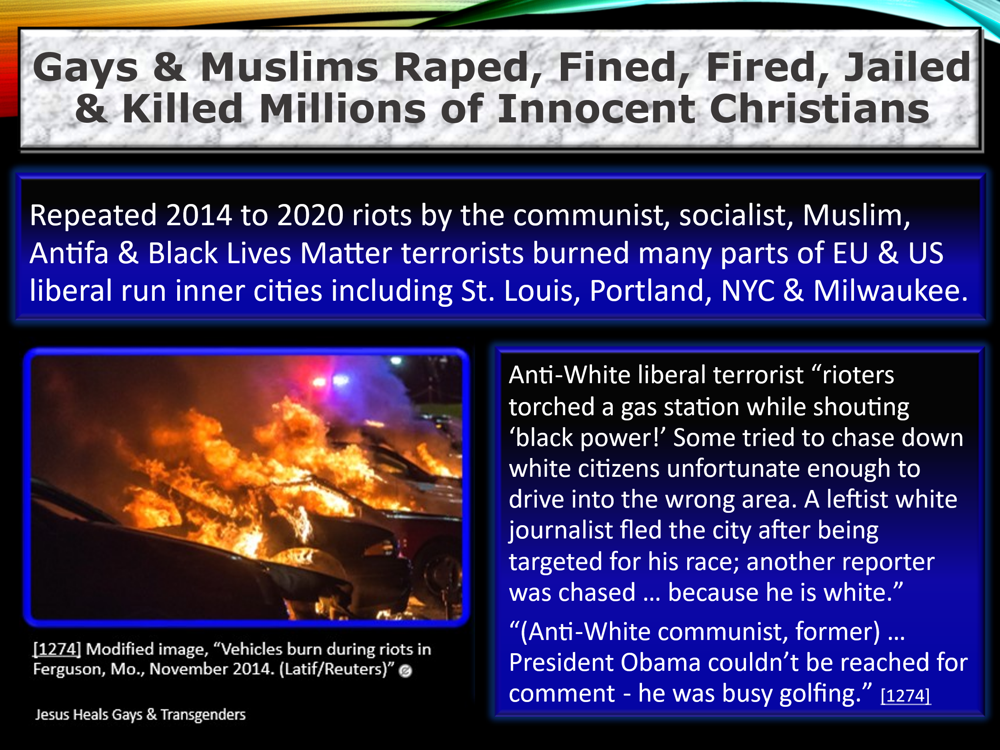 Gays & Muslims Raped, Fined, Fired, Jailed
& Killed Millions of Innocent Christians
Repeated 2014 to 2020 riots by the communist, socialist, Muslim,
Antifa & Black Lives Matter terrorists burned many parts of EU & US
liberal run inner cities including St. Louis, Portland, NYC & Milwaukee.
[1274] Modified image, “Vehicles burn during riots in
Ferguson, Mo., November 2014. (Latif/Reuters)”
Jesus Heals Gays & Transgenders
Anti-White liberal terrorist “rioters
torched a gas station while shouting
‘black power!’ Some tried to chase down
white citizens unfortunate enough to
drive into the wrong area. A leftist white
journalist fled the city after being
targeted for his race; another reporter
was chased … because he is white.”
“(Anti-White communist, former) …
President Obama couldn’t be reached for
comment - he was busy golfing.” [1274]